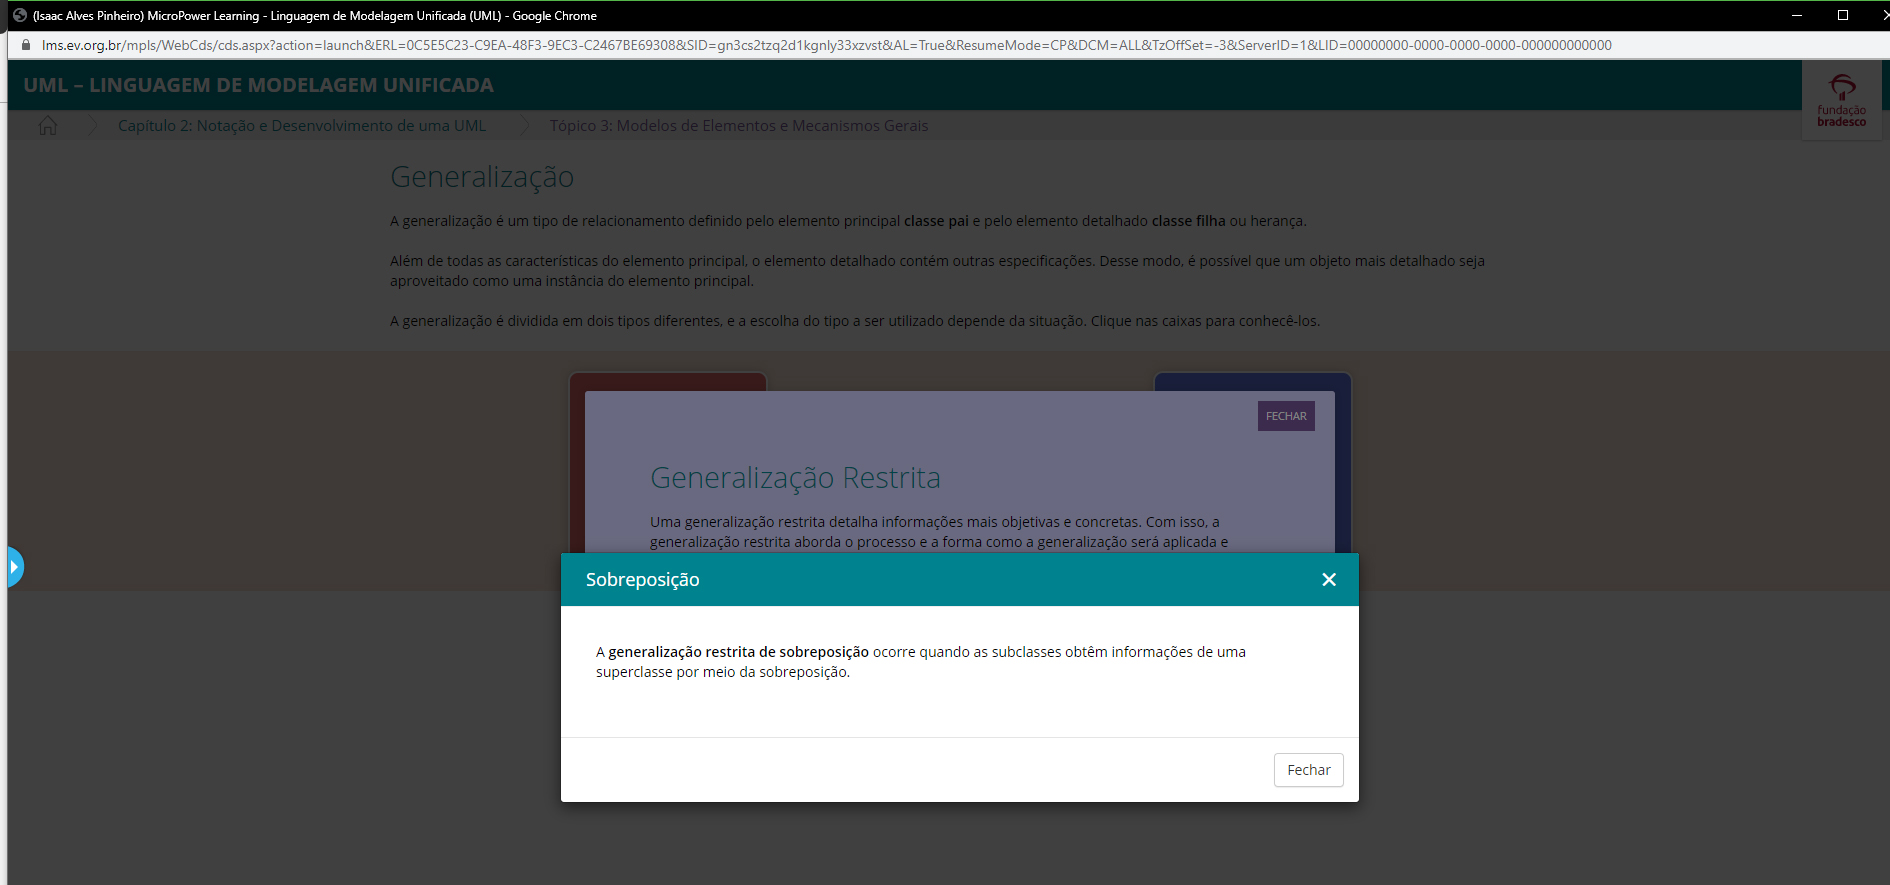 (Isaac Alves Pinheiro) MicroPower Learning - Linguagem de Modelagem Unificada (UML) - Google Chrome
lms.ev.org.br/mpls/WebCds/cds.aspx?action=launch&ERL=0C5E5C23-C9EA-48F3-9EC3-C2467BE69308&SID=gn3cs2tzq2d1kgnly33xzvst&AL=True&ResumeMode=CP&DCM=ALL&TzOffSet=-3&ServerID=1&LID=00000000-0000-0000-0000-000000000000
UML – LINGUAGEM DE MODELAGEM UNIFICADA
fundação
bradesco
Capítulo 2: Notação e Desenvolvimento de uma UML
Tópico 3: Modelos de Elementos e Mecanismos Gerais
Generalização
A generalização é um tipo de relacionamento definido pelo elemento principal classe pai e pelo elemento detalhado classe filha ou herança.
Além de todas as características do elemento principal, o elemento detalhado contém outras especificações. Desse modo, é possível que um objeto mais detalhado seja
aproveitado como uma instância do elemento principal.
A generalização é dividida em dois tipos diferentes, e a escolha do tipo a ser utilizado depende da situação. Clique nas caixas para conhecê-los.
FECHAR
Generalização Restrita
Uma generalização restrita detalha informações mais objetivas e concretas. Com isso, a
generalização restrita aborda o processo e a forma como a generalização será aplicada e
Sobreposição
A generalização restrita de sobreposição ocorre quando as subclasses obtêm informações de uma
superclasse por meio da sobreposição.
Fechar